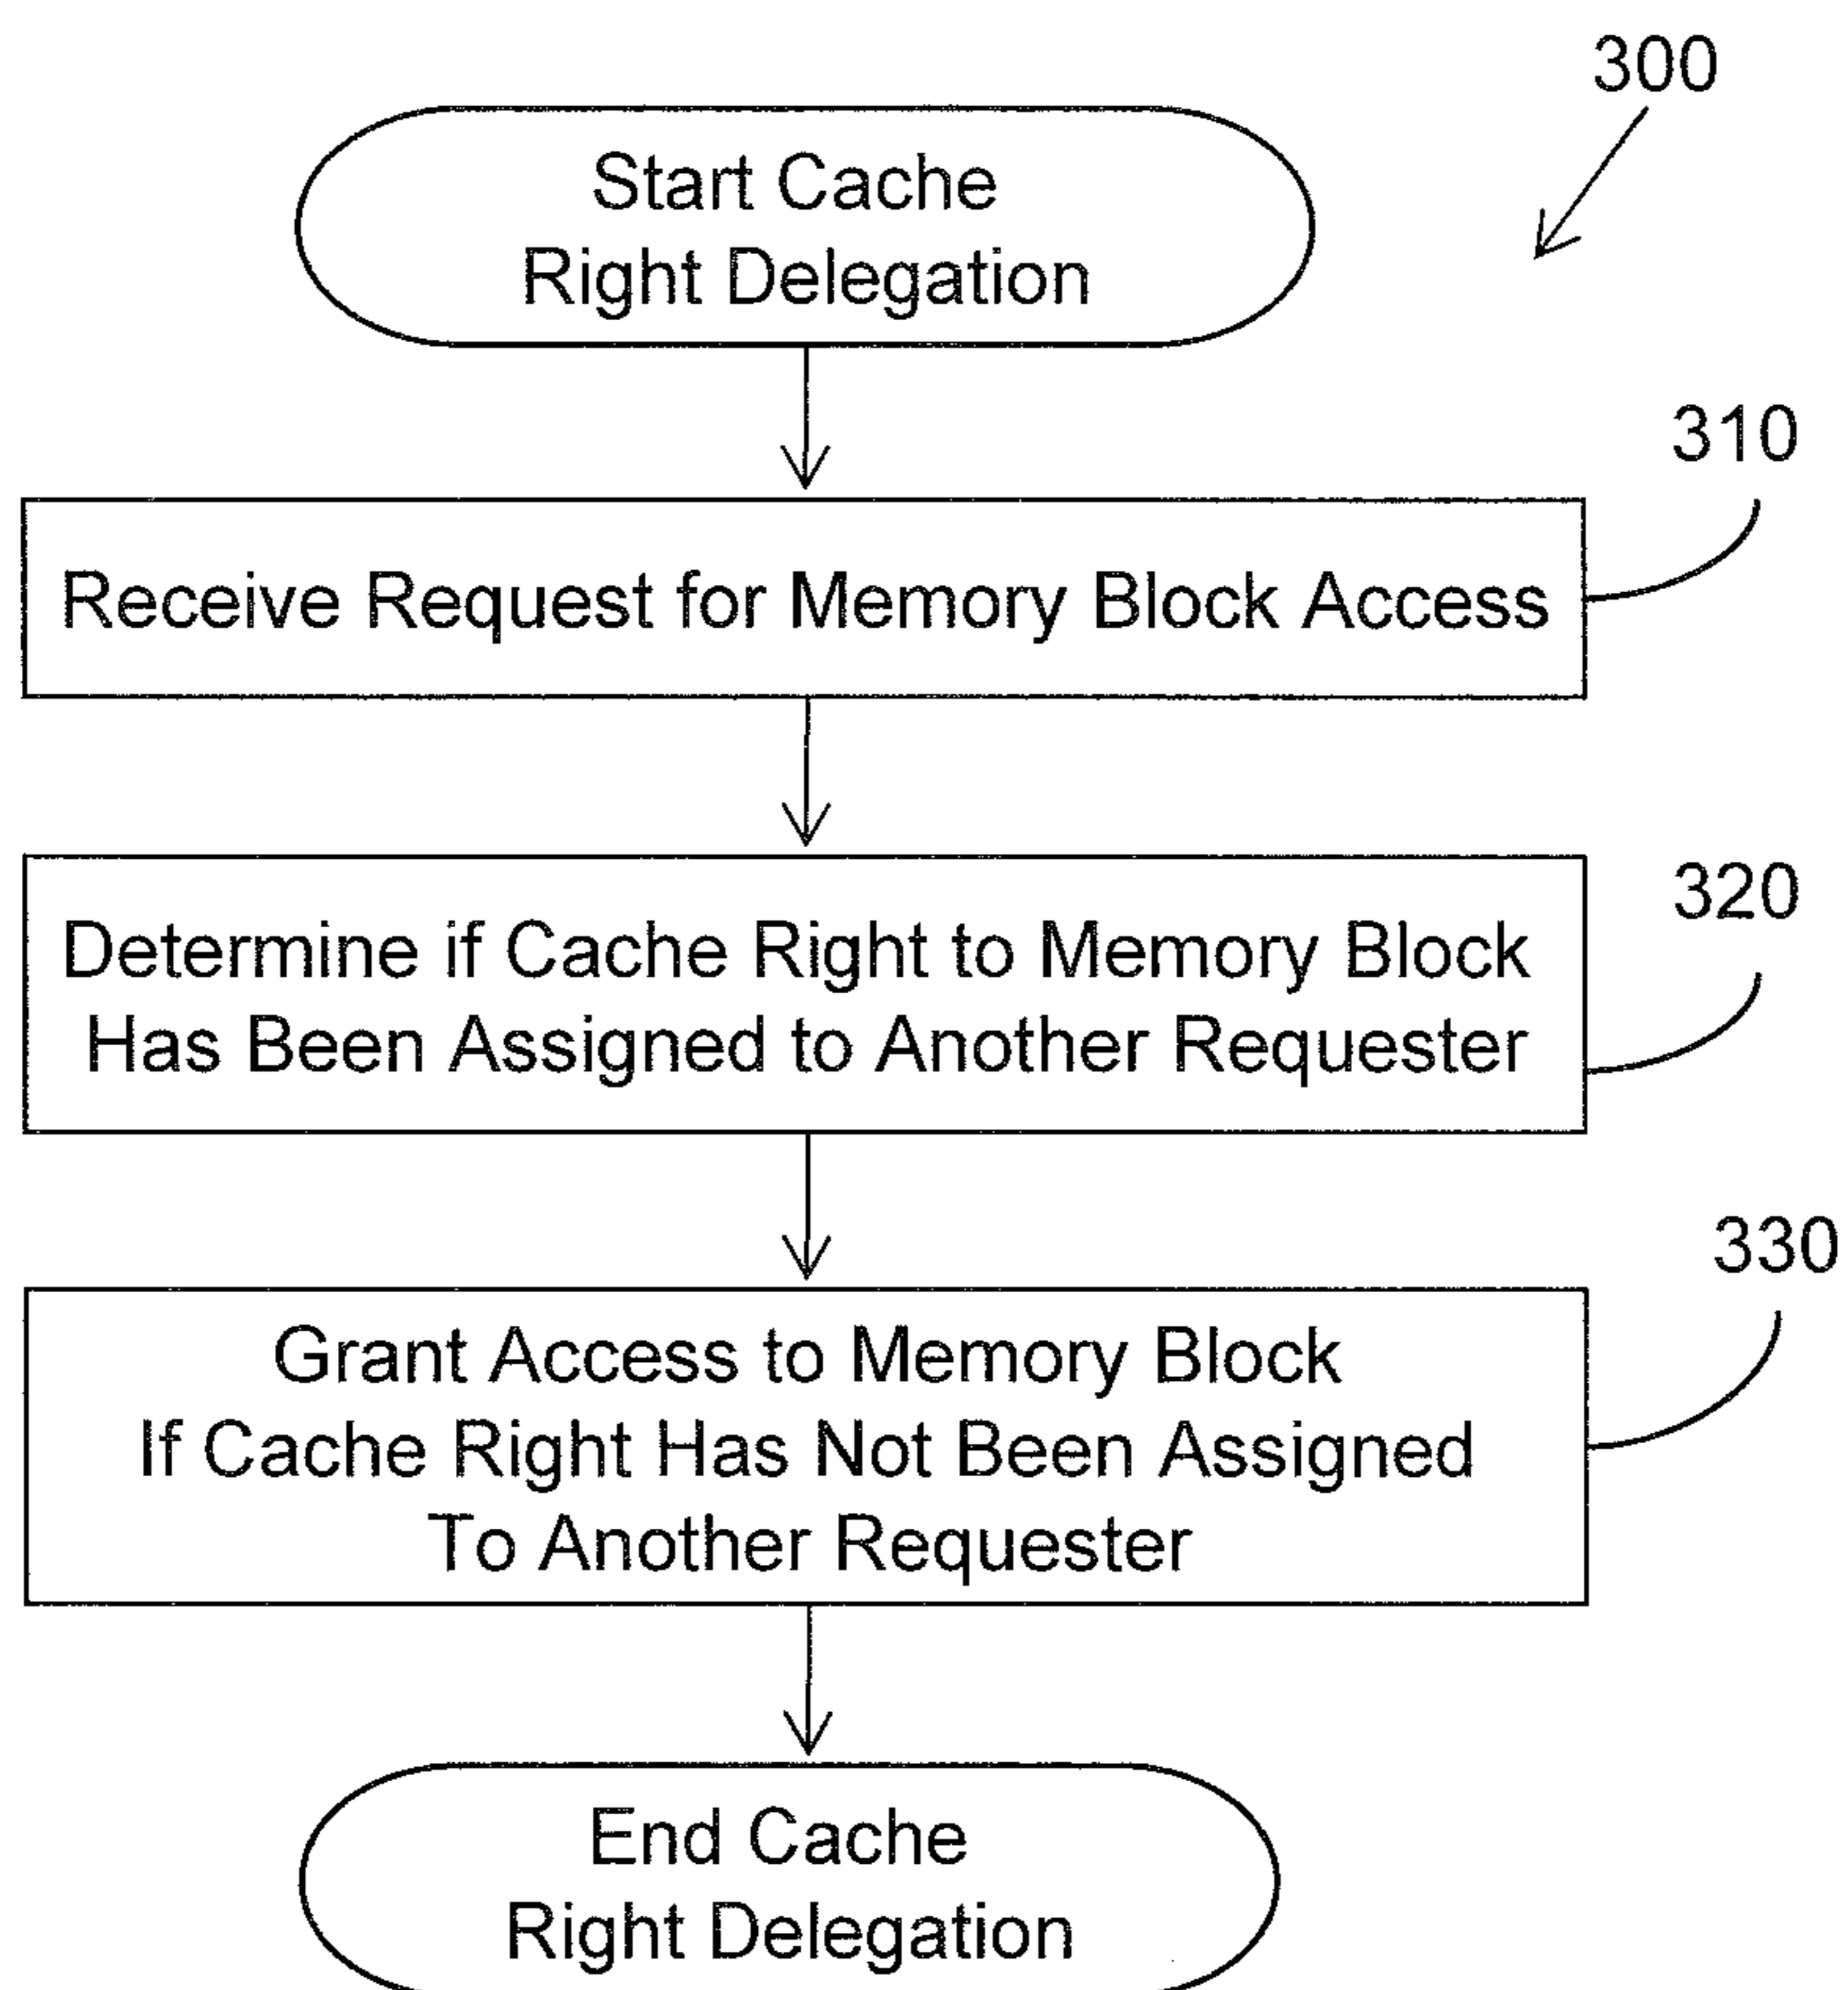 300
Start Cache
Right Delegation
310
Receive Request for Memory Block Access
320
Determine if Cache Right to Memory Block
Has Been Assigned to Another Requester
330
Grant Access to Memory Block
If Cache Right Has Not Been Assigned
To Another Requester
End Cache
Right Delegation